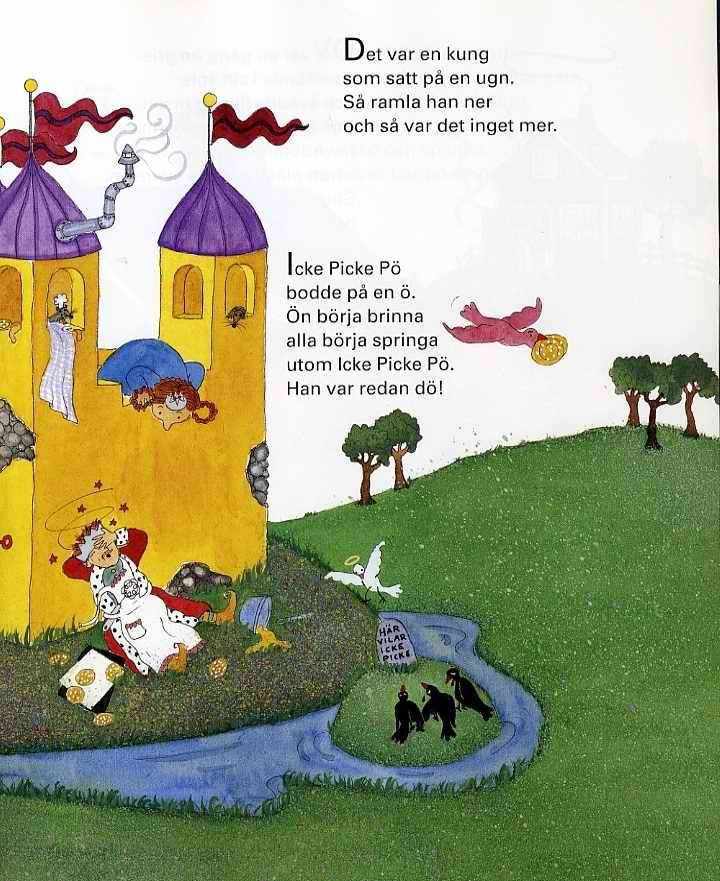 Det var en kung
som satt på en ugn.
Så ramla han ner
och så var det inget mer.
Icke Picke Pö
bodde på en ö.
Ön börja brinna
alla börja springa
utom Icke Picke Pö.
Han var redan dö!
HÄR
VILAR
ICKE
PICKE